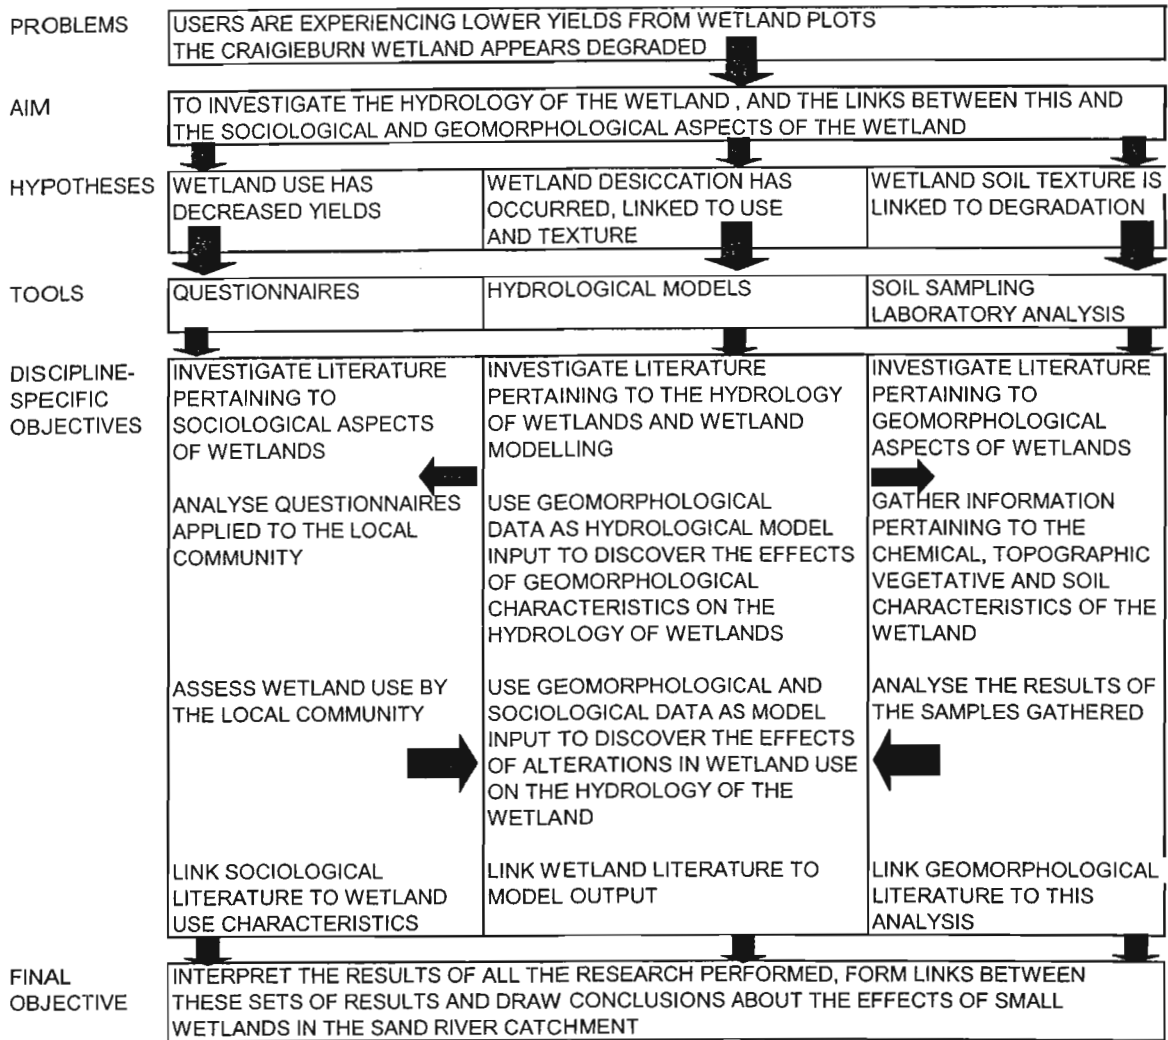 PROBLEMS
USERS ARE EXPERIENCING LOWER YIELDS FROM WETLAND PLOTS
THE CRAIGIEBURN WETLAND APPEARS DEGRADED
AIM
TO INVESTIGATE THE HYDROLOGY OF THE WETLAND , AND THE LINKS BETWEEN THIS AND
THE SOCIOLOGICAL AND GEOMORPHOLOGICAL ASPECTS OF THE WETLAND
HYPOTHESES
WETLAND USE HAS
DECREASED YIELDS
WETLAND DESICCATION HAS
OCCURRED, LINKED TO USE
AND TEXTURE
WETLAND SOIL TEXTURE IS
LINKED TO DEGRADATION
TOOLS
QUESTIONNAIRES
HYDROLOGICAL MODELS
SOIL SAMPLING
LABORATORY ANALYSIS
DISCIPLINE-
SPECIFIC
OBJECTIVES
INVESTIGATE LITERATURE
PERTAINING TO
SOCIOLOGICAL ASPECTS
OF WETLANDS
ANALYSE QUESTIONNAIRES
APPLIED TO THE LOCAL
COMMUNITY
ASSESS WETLAND USE BY
THE LOCAL COMMUNITY
LINK SOCIOLOGICAL
LITERATURE TO WETLAND
USE CHARACTERISTICS
INVESTIGATE LITERATURE
PERTAINING TO THE HYDROLOGY
OF WETLANDS AND WETLAND
MODELLING
USE GEOMORPHOLOGICAL
DATA AS HYDROLOGICAL MODEL
INPUT TO DISCOVER THE EFFECTS
OF GEOMORPHOLOGICAL
CHARACTERISTICS ON THE
HYDROLOGY OF WETLANDS
USE GEOMORPHOLOGICAL AND
SOCIOLOGICAL DATA AS MODEL
INPUT TO DISCOVER THE EFFECTS
OF ALTERATIONS IN WETLAND USE
ON THE HYDROLOGY OF THE
WETLAND
LINK WETLAND LITERATURE TO
MODEL OUTPUT
INVESTIGATE LITERATURE
PERTAINING TO
GEOMORPHOLOGICAL
ASPECTS OF WETLANDS
GATHER INFORMATION
PERTAINING TO THE
CHEMICAL, TOPOGRAPHIC
VEGETATIVE AND SOIL
CHARACTERISTICS OF THE
WETLAND
ANALYSE THE RESULTS OF
THE SAMPLES GATHERED
LINK GEOMORPHOLOGICAL
LITERATURE TO THIS
ANALYSIS
FINAL
OBJECTIVE
INTERPRET THE RESULTS OF ALL THE RESEARCH PERFORMED, FORM LINKS BETWEEN
THESE SETS OF RESULTS AND DRAW CONCLUSIONS ABOUT THE EFFECTS OF SMALL
WETLANDS IN THE SAND RIVER CATCHMENT